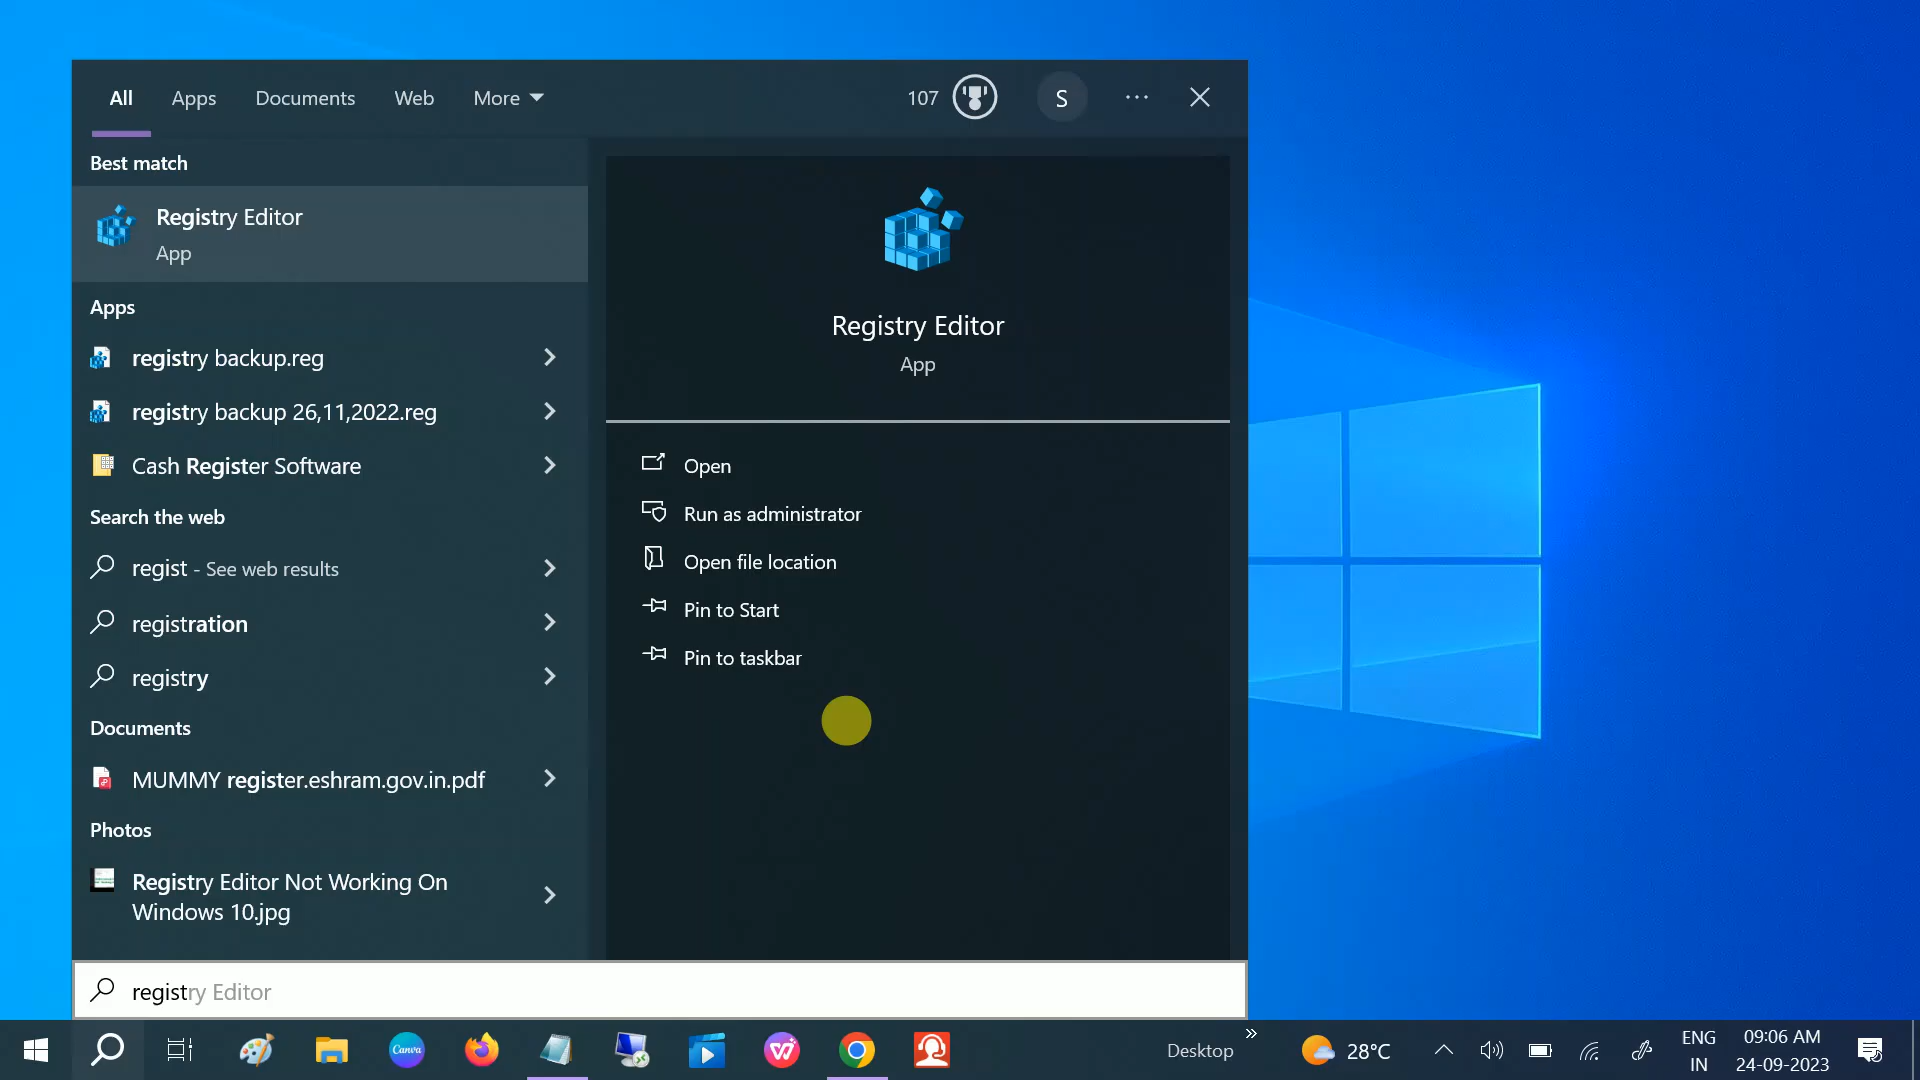 All Apps Documents Web More 107 S ...
Best match
Registry Editor
App
Apps
registry backup.reg
registry backup 26,11,2022.reg
Cash Register Software
Search the web
regist - See web results
registration
registry
Documents
MUMMY register.eshram.gov.in.pdf
Photos
Registry Editor Not Working On
Windows 10.jpg
Registry Editor
App
Open
Run as administrator
Open file location
Pin to Start
Pin to taskbar
registry Editor
Canva
Desktop
28°C
ENG
IN
09:06 AM
24-09-2023